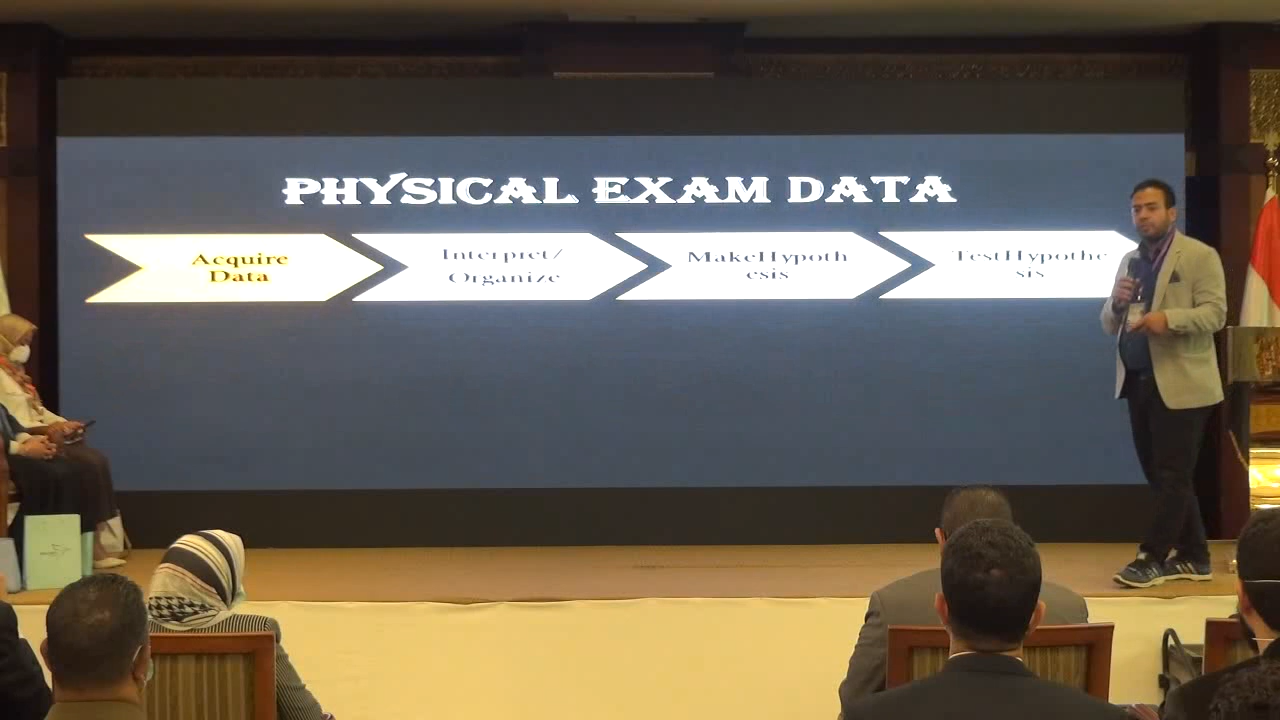 PHYSICAL EXAM DATA
Acquire
Data
Interpret/
Organize
MakeHypoth
esis
TestHypothe
sis